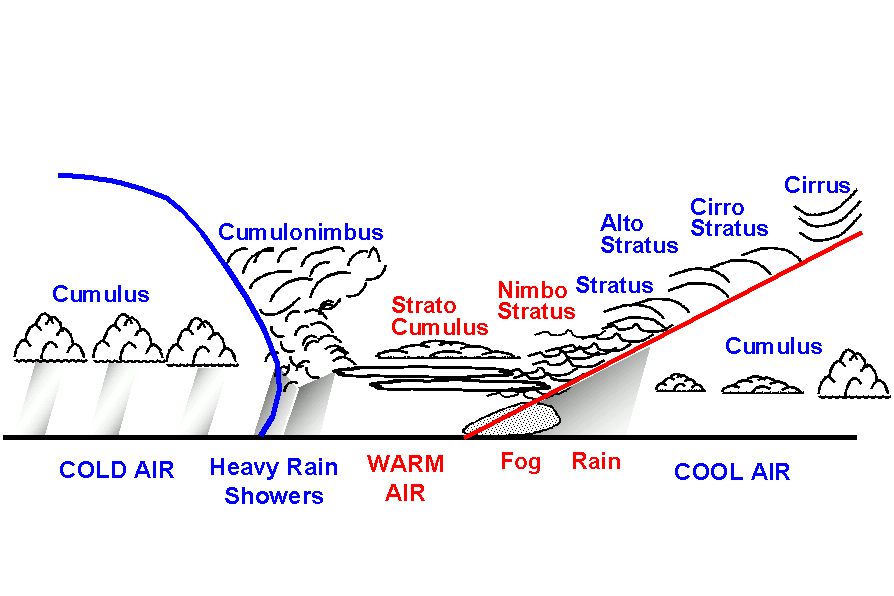 Cirrus
Cirro
Stratus
Alto
Stratus
Cumulonimbus
Stratus
Nimbo
Stratus
Cumulus
Strato
Cumulus
Cumulus
COLD AIR
Heavy Rain
Showers
WARM
AIR
Fog
Rain
COOL AIR